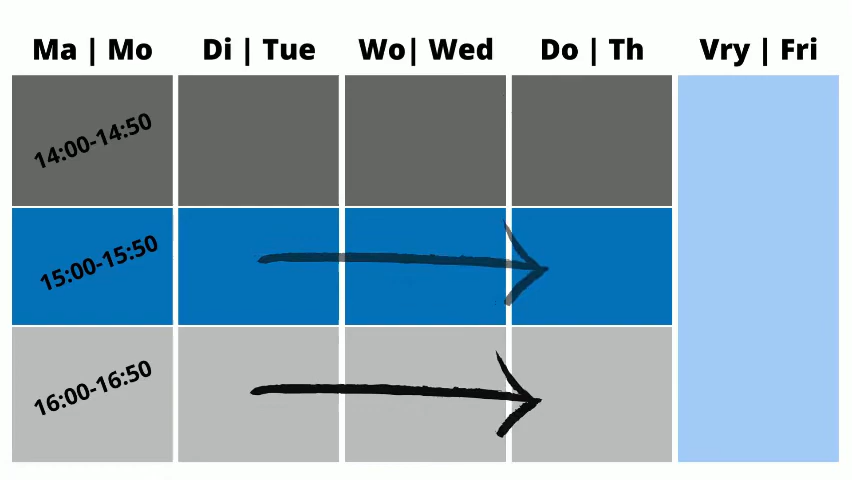 Ma | Mo
Di | Tue
Wo| Wed
Do | Th
Vry | Fri
14:00-14:50
15:00-15:50
16:00-16:50